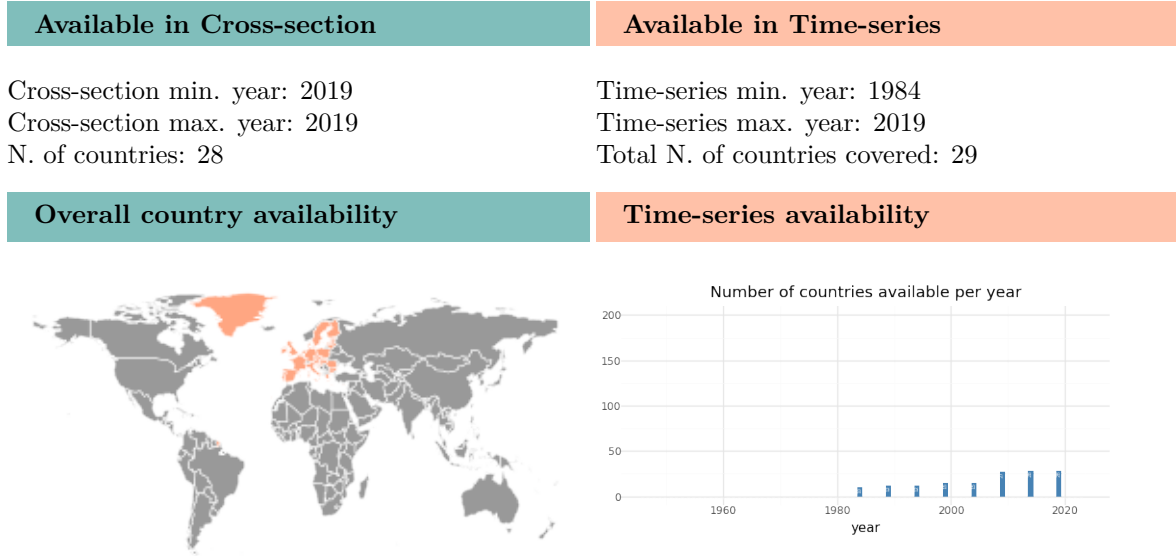 Available in Cross-section
Available in Time-series
Cross-section min. year: 2019
Cross-section max. year: 2019
N. of countries: 28
Time-series min. year: 1984
Time-series max. year: 2019
Total N. of countries covered: 29
Overall country availability
Time-series availability
Number of countries available per year
200
150
100
50
0
1960
1980
2000
2020
year